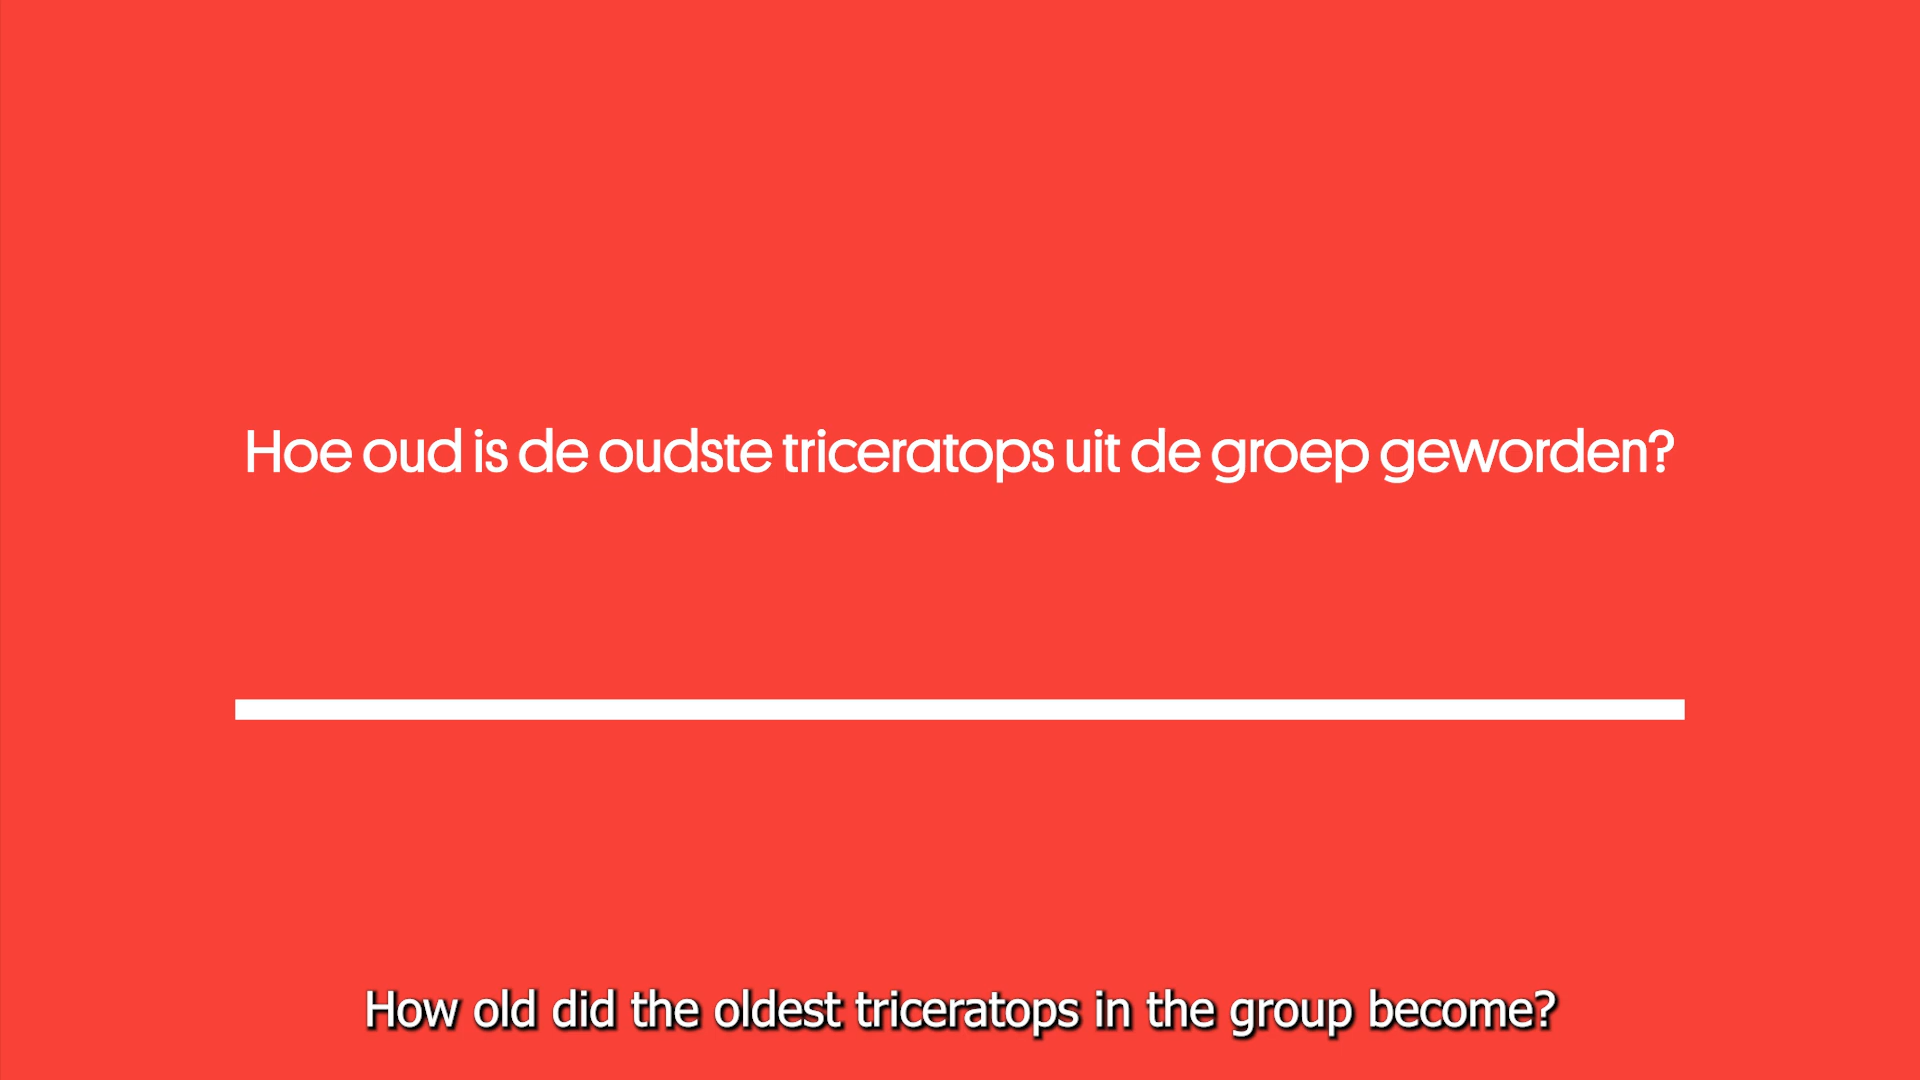 Hoe oud is de oudste triceratops uit de groep geworden?
How old did the oldest triceratops in the group become?